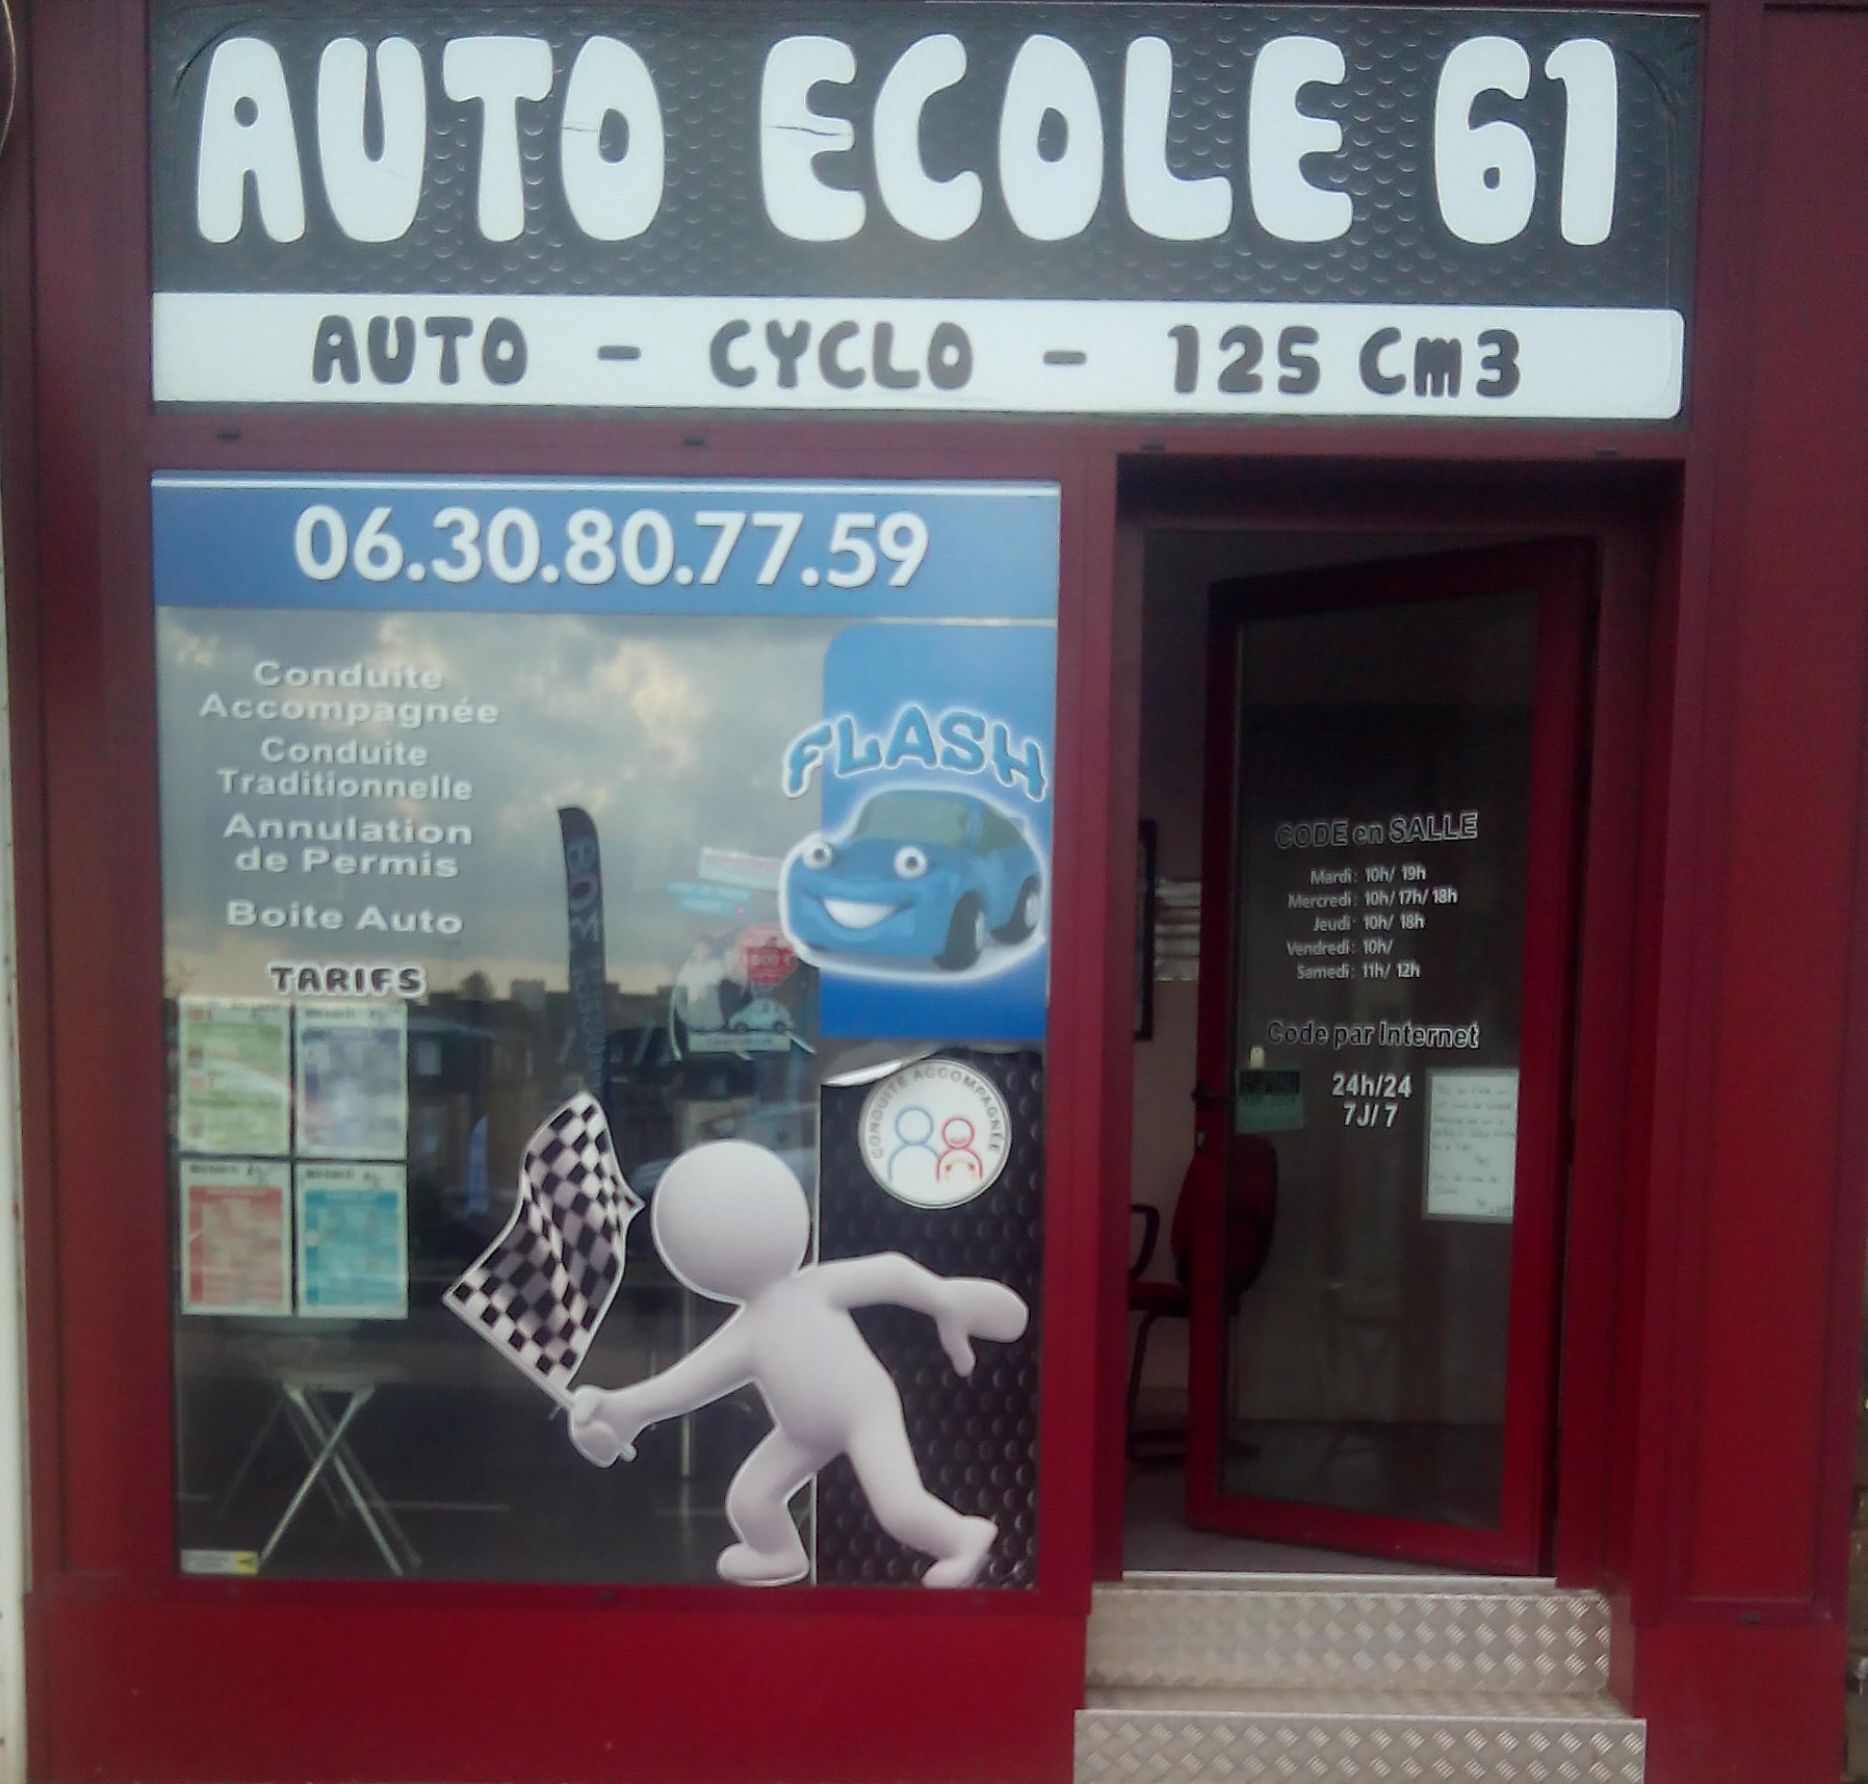 AUTO ECOLE 61
AUTO - CYCLO - 125 Cm3
06.30.80.77.59
Conduite
Accompagnée
Conduite
Traditionnelle
Annulation
de Permis
Boite Auto
TARIFS
FLASH
CONDUITE ACCOMPAGNÉE
CODE en SALLE
Mardi: 10h/ 19h
Mercredi: 10h/17h/18h
Jeudi: 10h/ 18h
Vendredi: 10h/
Samedi: 11h/ 12h
Code par Internet
24h/24
7J/7